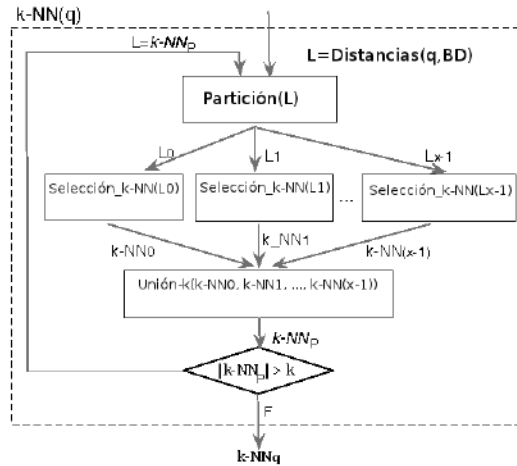 k-NN(q)
L=k-NNP
L=Distancias(q,BD)
Partición(L)
L0
L1
Lx-1
Selección_k-NN(L0)
Selección_k-NN(L1)
...
Selección_k-NN(Lx-1)
k-NN0
k_NN1
k-NN(x-1)
Unión-k(k-NN0, k-NN1, ...., k-NN(x-1))
k-NNP
|k-NNP| > k
F
k-NNq